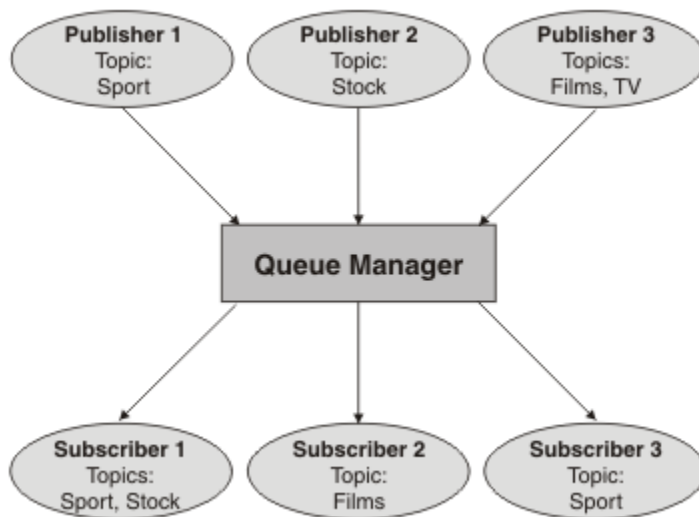 Publisher 1
Topic:
Sport
Publisher 2
Topic:
Stock
Publisher 3
Topics:
Films, TV
Queue Manager
Subscriber 1
Topics:
Sport, Stock
Subscriber 2
Topic:
Films
Subscriber 3
Topic:
Sport